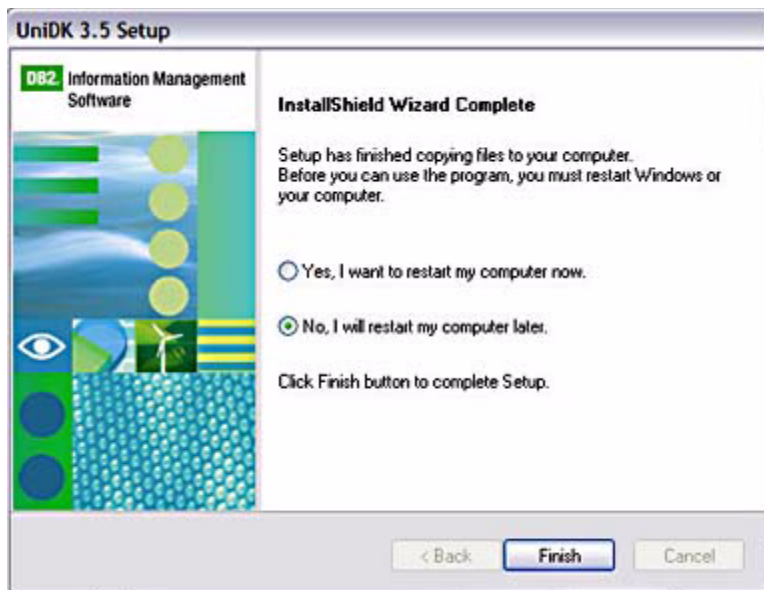 UniDK 3.5 Setup
DB2. Information Management
Software
InstallShield Wizard Complete
Setup has finished copying files to your computer.
Before you can use the program, you must restart Windows or
your computer.
Yes, I want to restart my computer now.
No, I will restart my computer later.
Click Finish button to complete Setup.
< Back Finish Cancel